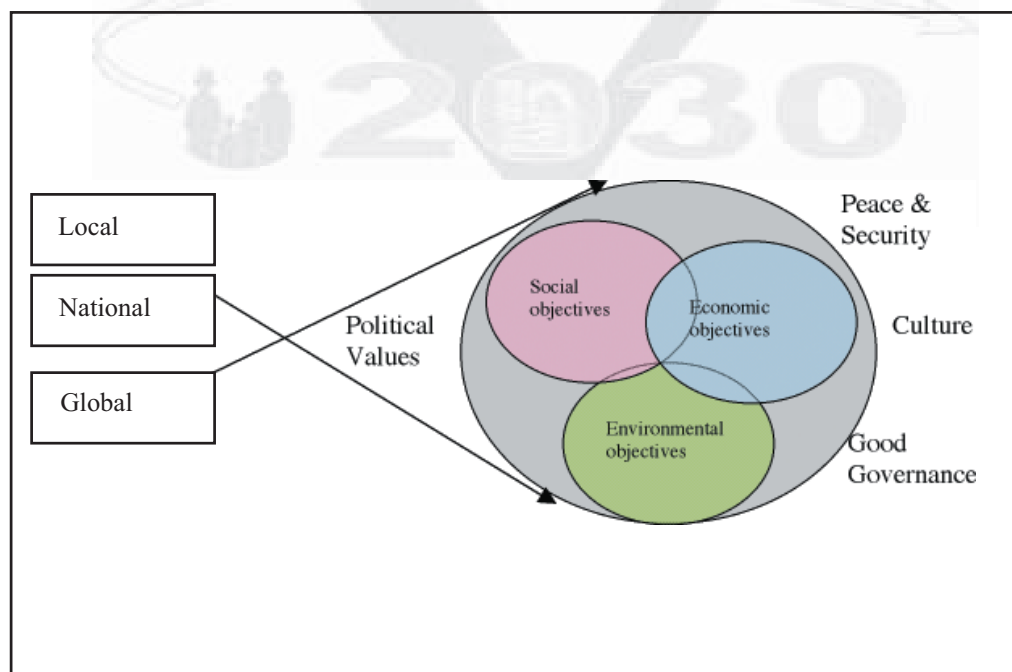 2030
Local
National
Global
Political
Values
Social
objectives
Economic
objectives
Environmental
objectives
Peace &
Security
Culture
Good
Governance